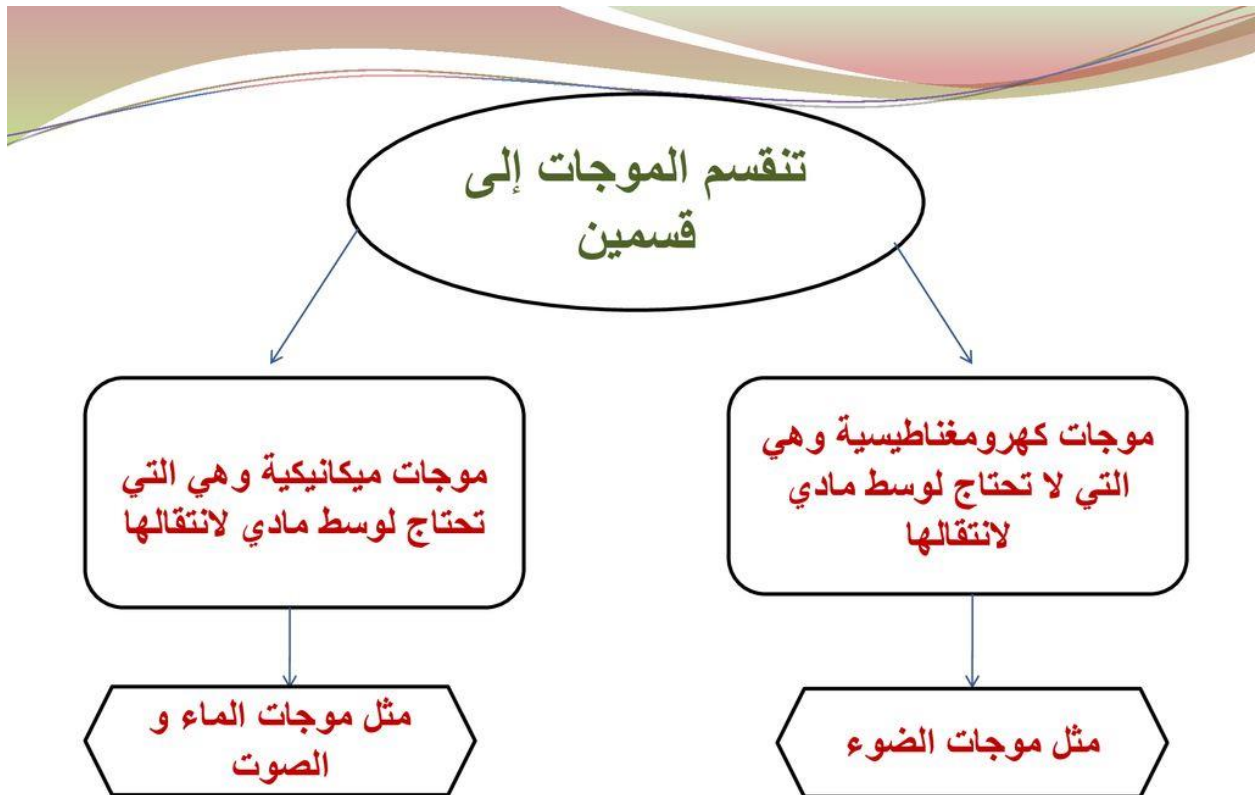 تنقسم الموجات إلى
قسمين
موجات كهرومغناطيسية وهي
التي لا تحتاج لوسط مادي
لانتقالها
موجات ميكانيكية وهي التي
تحتاج لوسط مادي لانتقالها
مثل موجات الضوء
مثل موجات الماء و
الصوت